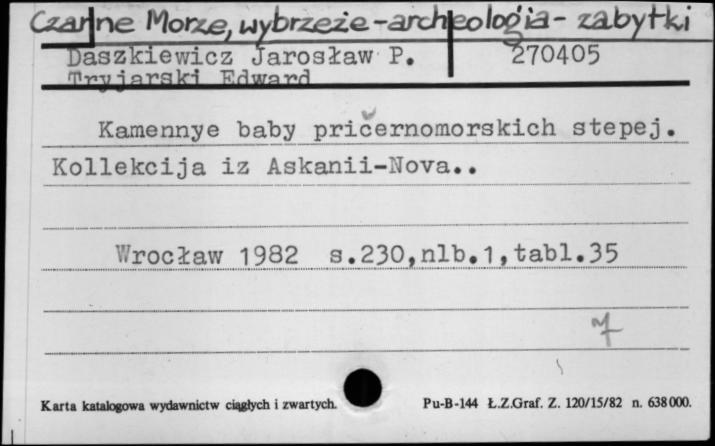 Czarne Morze, wybrzeże - archeologia - zabytki
Daszkiewicz Jarosław P. 270405
Tryjarski Edward
Kamennye baby pričernomorskich stepej.
Kollekcija iz Askanii-Nova..
Wrocław 1982 s.230,nlb.1,tabl.35
Karta katalogowa wydawnictw ciągłych i zwartych. Pu-B-144 Ł.Z.Graf. Z. 120/15/82 n. 638000.